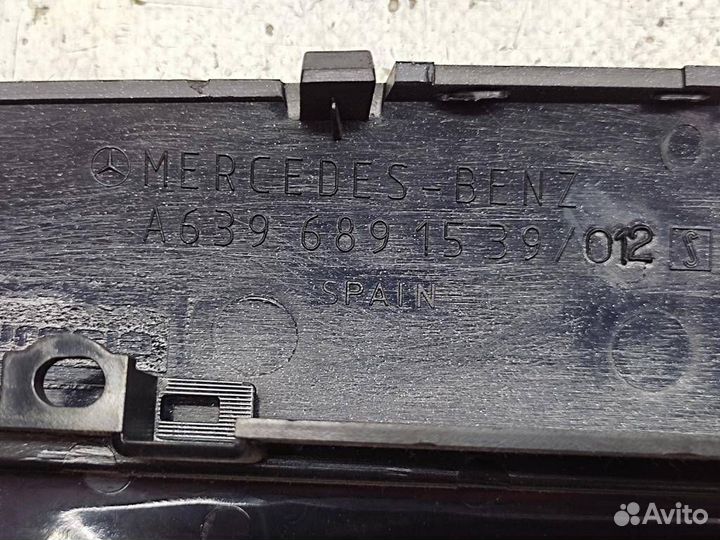 MERCEDES-BENZ
A639 689 15 39/012
SPAIN
Avito